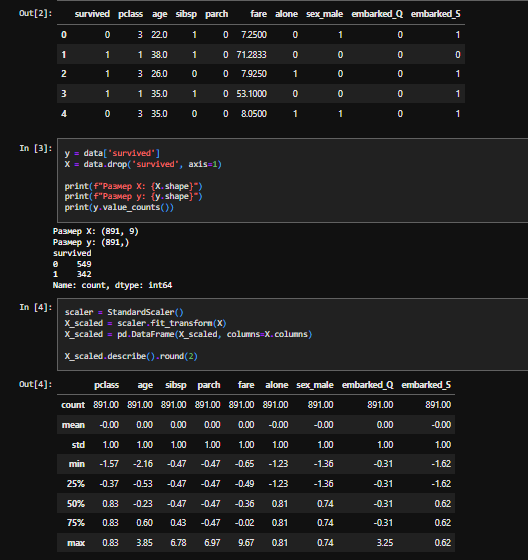 Out[2]:
survived pclass age sibsp parch fare alone sex_male embarked_Q embarked_S
0 0 3 22.0 1 0 7.2500 0 1 0 1
1 1 1 38.0 1 0 71.2833 0 0 0 0
2 1 3 26.0 0 0 7.9250 1 0 0 1
3 1 1 35.0 1 0 53.1000 0 0 0 1
4 0 3 35.0 0 0 8.0500 1 1 0 1
In [3]:
y = data['survived']
X = data.drop('survived', axis=1)
print(f"Размер X: {X.shape}")
print(f"Размер y: {y.shape}")
print(y.value_counts())
Размер X: (891, 9)
Размер y: (891,)
survived
0 549
1 342
Name: count, dtype: int64
In [4]:
scaler = StandardScaler()
X_scaled = scaler.fit_transform(X)
X_scaled = pd.DataFrame(X_scaled, columns=X.columns)
X_scaled.describe().round(2)
Out[4]:
pclass age sibsp parch fare alone sex_male embarked_Q embarked_S
count 891.00 891.00 891.00 891.00 891.00 891.00 891.00 891.00 891.00
mean -0.00 0.00 0.00 0.00 0.00 0.00 -0.00 0.00 -0.00
std 1.00 1.00 1.00 1.00 1.00 1.00 1.00 1.00 1.00
min -1.57 -2.16 -0.47 -0.47 -0.65 -1.23 -1.36 -0.31 -1.62
25% -0.37 -0.53 -0.47 -0.47 -0.49 -1.23 -1.36 -0.31 -1.62
50% 0.83 -0.23 -0.47 -0.47 -0.36 0.81 0.74 -0.31 0.62
75% 0.83 0.60 0.43 -0.47 -0.02 0.81 0.74 -0.31 0.62
max 0.83 3.85 6.78 6.97 9.67 0.81 0.74 3.25 0.62